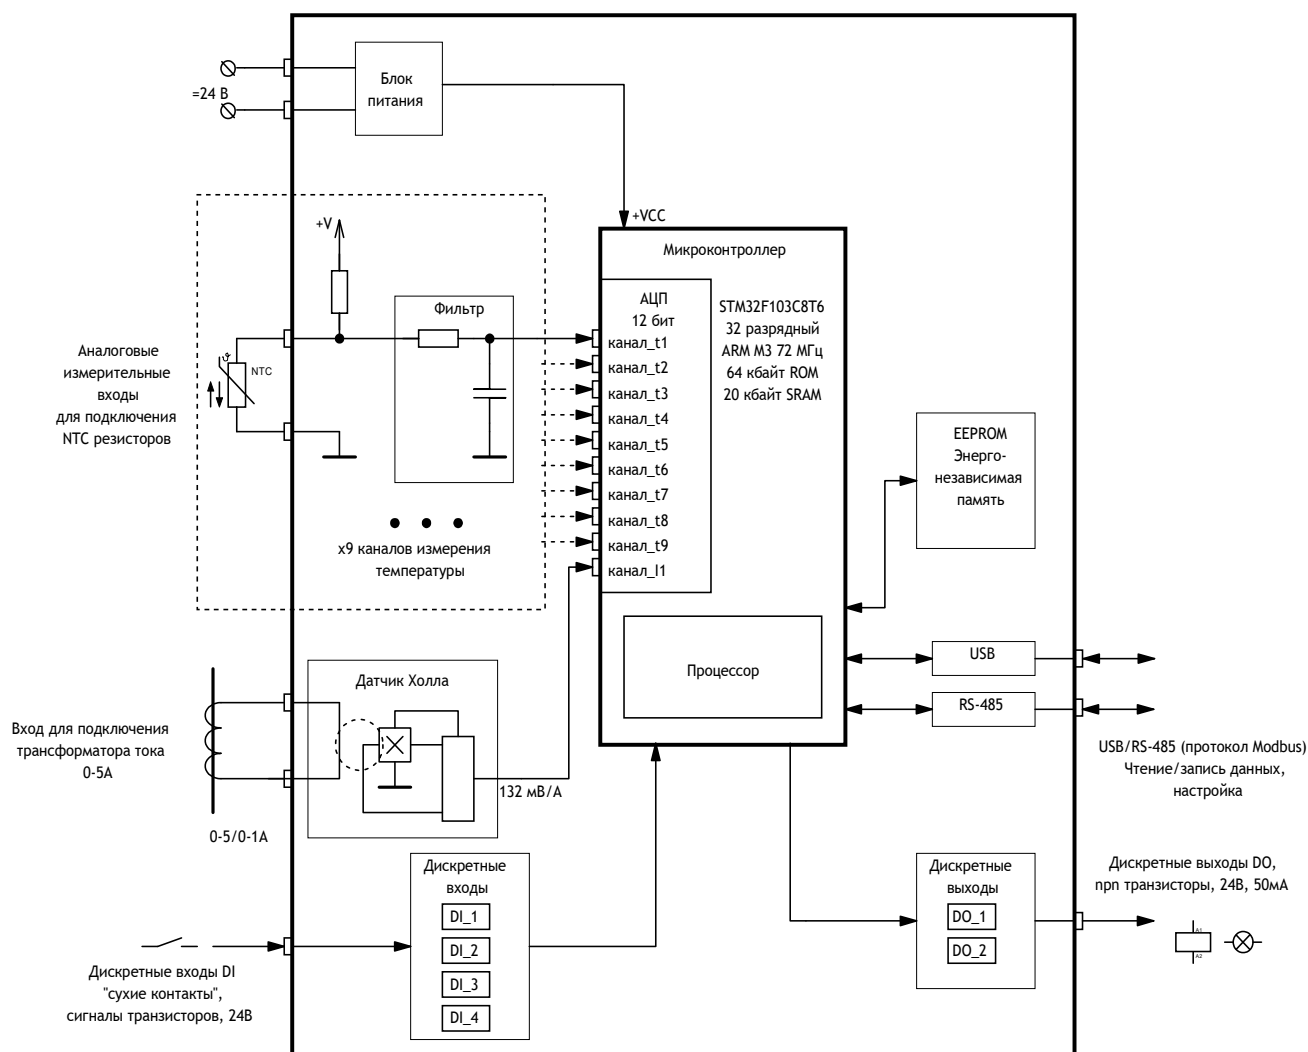 =24 В
Блок
питания
+VCC
+V
Фильтр
NTC
Аналоговые
измерительные
входы
для подключения
NTC резисторов
х9 каналов измерения
температуры
Микроконтроллер
АЦП
12 бит
канал_t1
канал_t2
канал_t3
канал_t4
канал_t5
канал_t6
канал_t7
канал_t8
канал_t9
канал_I1
STM32F103C8T6
32 разрядный
ARM M3 72 МГц
64 кбайт ROM
20 кбайт SRAM
Процессор
EEPROM
Энерго-
независимая
память
USB
RS-485
USB/RS-485 (протокол Modbus)
Чтение/запись данных,
настройка
Датчик Холла
Вход для подключения
трансформатора тока
0-5А
0-5/0-1А
132 мВ/А
Дискретные
входы
DI_1
DI_2
DI_3
DI_4
Дискретные входы DI
"сухие контакты",
сигналы транзисторов, 24В
Дискретные
выходы
DO_1
DO_2
Дискретные выходы DO,
npn транзисторы, 24В, 50мА
A1
A2